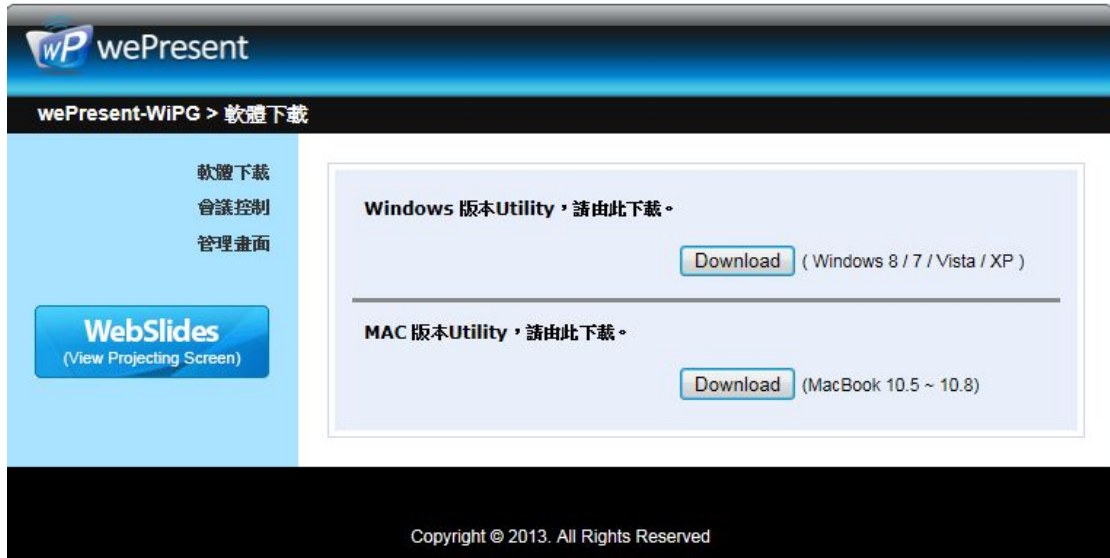 wP wePresent
wePresent-WiPG > 軟體下載
軟體下載
會議控制
管理畫面
WebSlides
(View Projecting Screen)
Windows 版本Utility，請由此下載。
Download ( Windows 8 / 7 / Vista / XP )
MAC 版本Utility，請由此下載。
Download (MacBook 10.5 ~ 10.8)
Copyright © 2013. All Rights Reserved